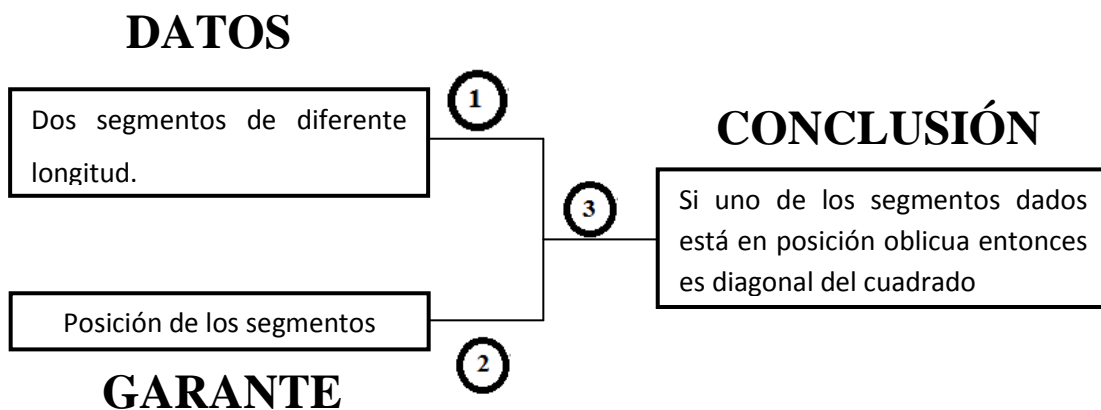 DATOS
Dos segmentos de diferente
longitud.
1
CONCLUSIÓN
3
Si uno de los segmentos dados
está en posición oblicua entonces
es diagonal del cuadrado
Posición de los segmentos
2
GARANTE